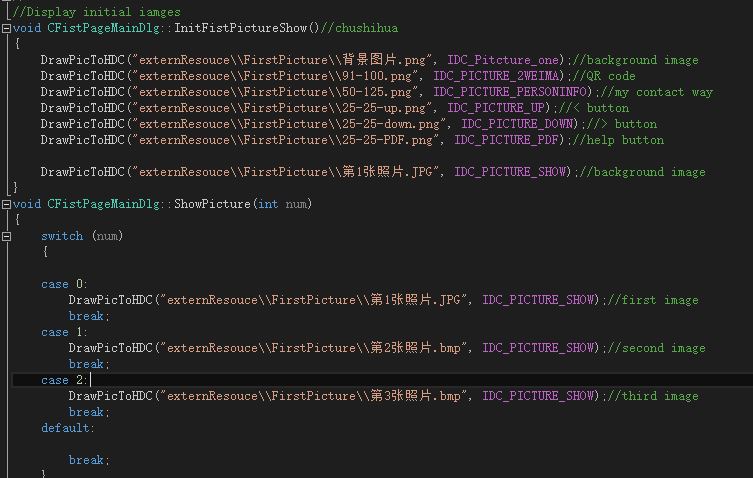 //Display initial iamges
void CFistPageMainDlg::InitFistPictureShow()//chushihua
{
DrawPicToHDC("externResouce\\FirstPicture\\背景图片.png", IDC_Pitcture_one);//background image
DrawPicToHDC("externResouce\\FirstPicture\\91-100.png", IDC_PICTURE_2WEIMA);//QR code
DrawPicToHDC("externResouce\\FirstPicture\\50-125.png", IDC_PICTURE_PERSONINFO);//my contact way
DrawPicToHDC("externResouce\\FirstPicture\\25-25-up.png", IDC_PICTURE_UP);//< button
DrawPicToHDC("externResouce\\FirstPicture\\25-25-down.png", IDC_PICTURE_DOWN);//> button
DrawPicToHDC("externResouce\\FirstPicture\\25-25-PDF.png", IDC_PICTURE_PDF);//help button
DrawPicToHDC("externResouce\\FirstPicture\\第1张照片.JPG", IDC_PICTURE_SHOW);//background image
}
void CFistPageMainDlg::ShowPicture(int num)
{
switch (num)
{
case 0:
DrawPicToHDC("externResouce\\FirstPicture\\第1张照片.JPG", IDC_PICTURE_SHOW);//first image
break;
case 1:
DrawPicToHDC("externResouce\\FirstPicture\\第2张照片.bmp", IDC_PICTURE_SHOW);//second image
break;
case 2:
DrawPicToHDC("externResouce\\FirstPicture\\第3张照片.bmp", IDC_PICTURE_SHOW);//third image
break;
default:
break;
}